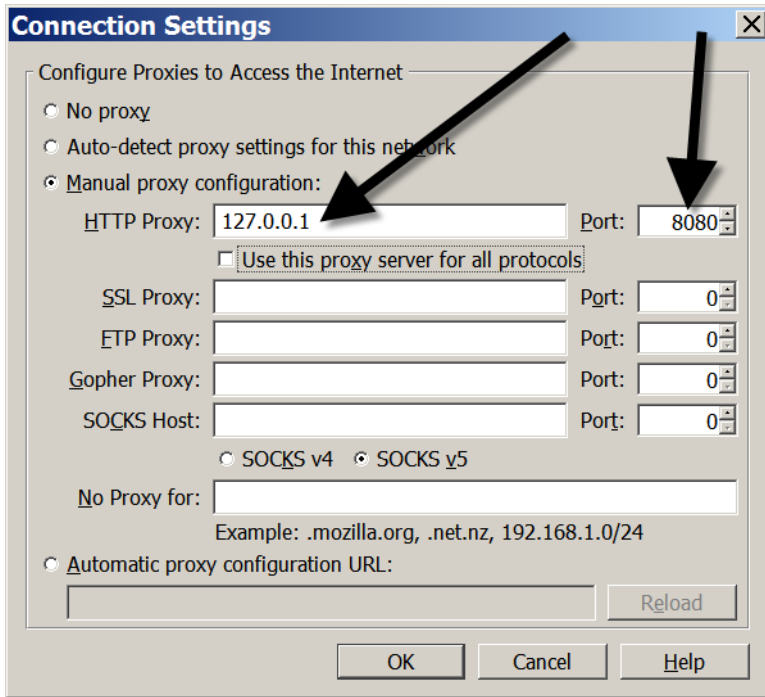 Connection Settings
Configure Proxies to Access the Internet
No proxy
Auto-detect proxy settings for this network
Manual proxy configuration:
HTTP Proxy: 127.0.0.1 Port: 8080
Use this proxy server for all protocols
SSL Proxy: Port: 0
FTP Proxy: Port: 0
Gopher Proxy: Port: 0
SOCKS Host: Port: 0
SOCKS v4 SOCKS v5
No Proxy for:
Example: .mozilla.org, .net.nz, 192.168.1.0/24
Automatic proxy configuration URL:
Reload
OK Cancel Help